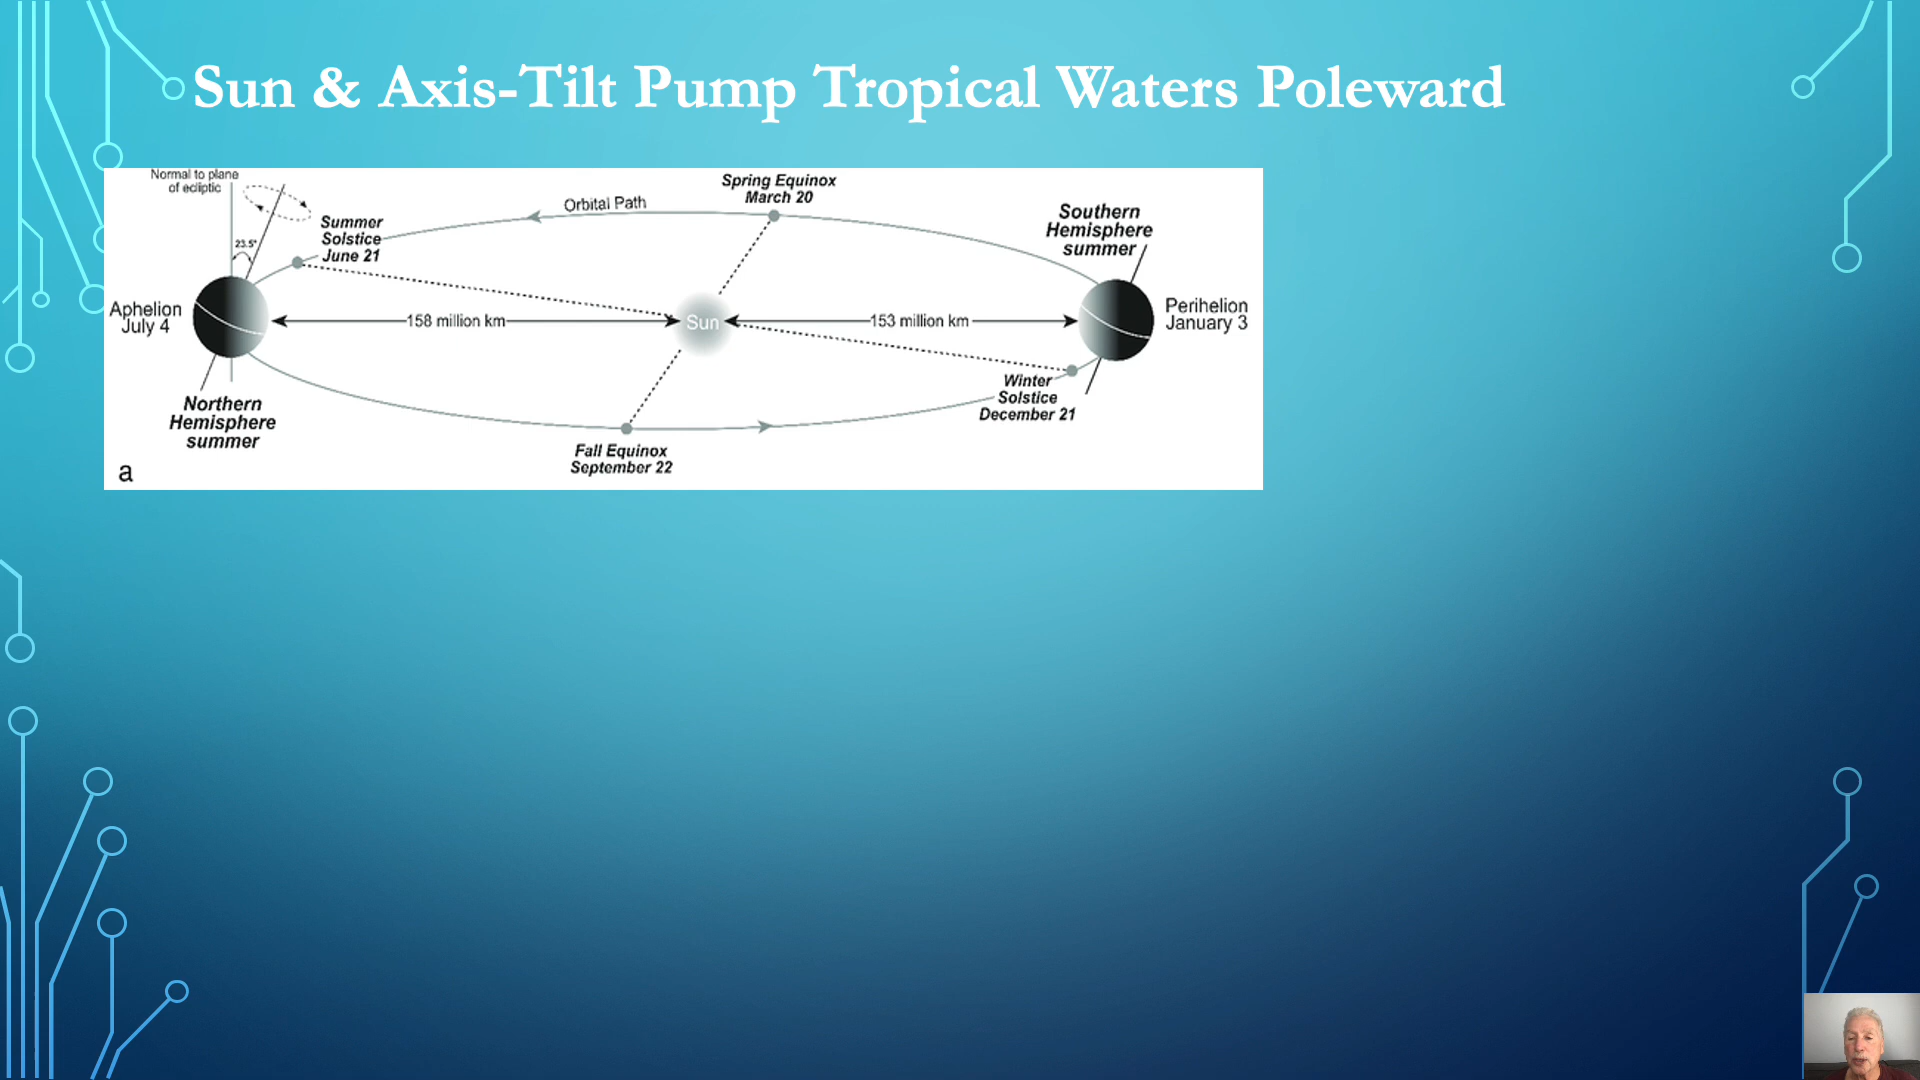 Sun & Axis-Tilt Pump Tropical Waters Poleward
Normal to plane
of ecliptic
23.5°
Summer
Solstice
June 21
Orbital Path
Spring Equinox
March 20
Southern
Hemisphere
summer
Aphelion
July 4
158 million km
Sun
153 million km
Perihelion
January 3
Northern
Hemisphere
summer
Winter
Solstice
December 21
Fall Equinox
September 22
a